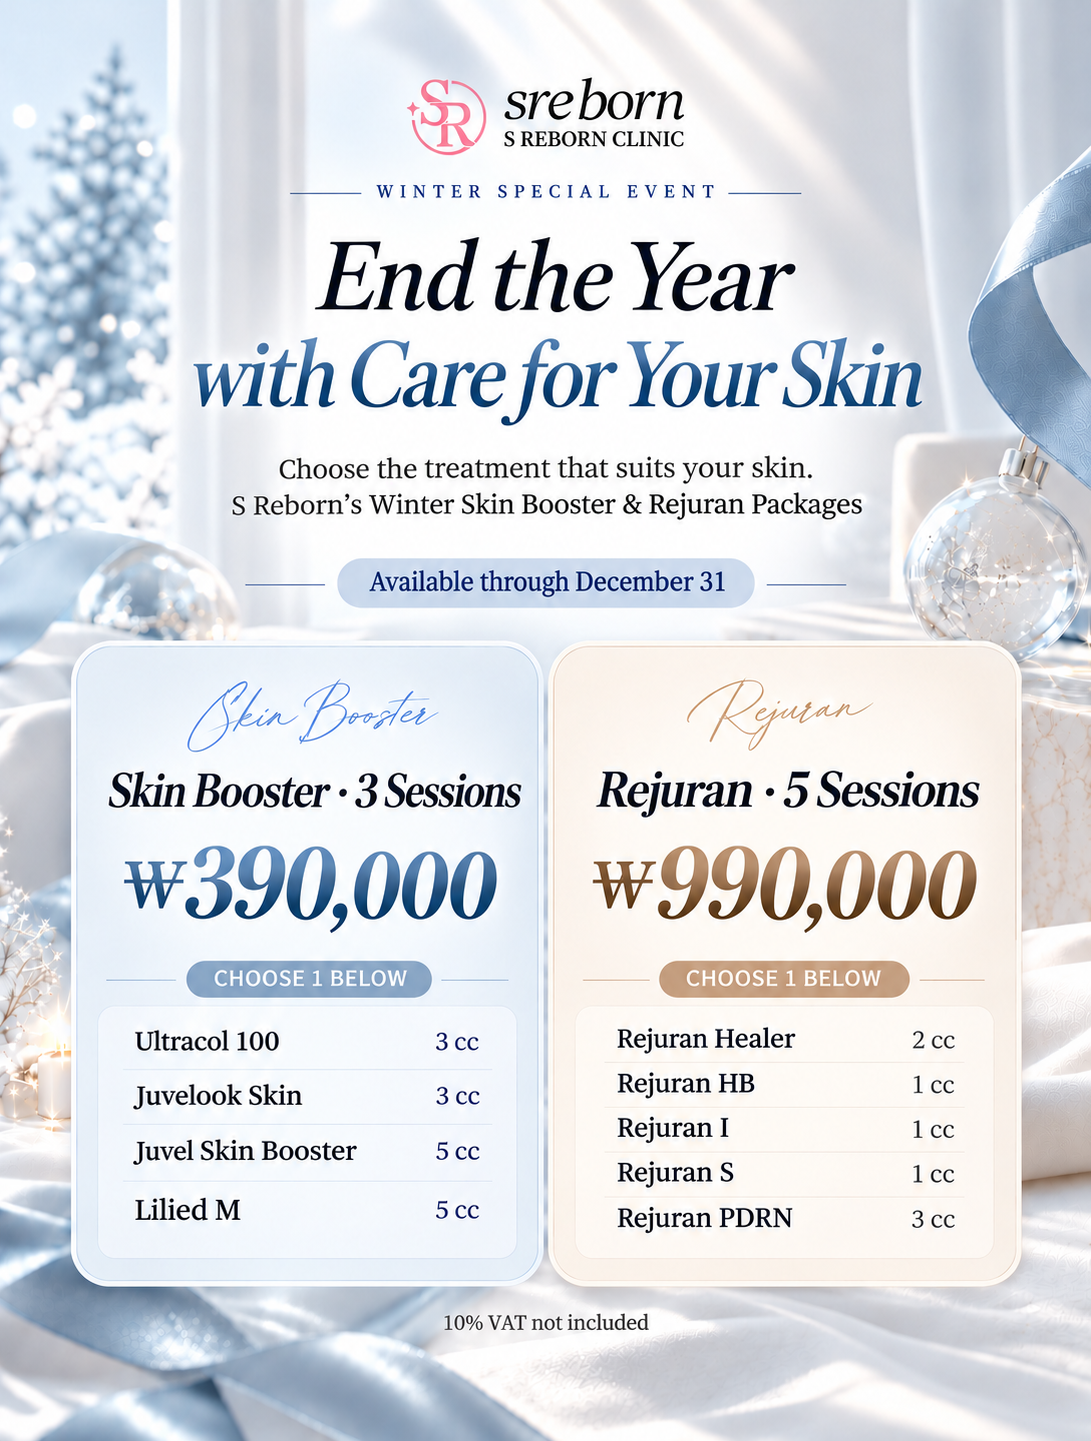 SR
sreborn
S REBORN CLINIC
WINTER SPECIAL EVENT
End the Year
with Care for Your Skin
Choose the treatment that suits your skin.
S Reborn’s Winter Skin Booster & Rejuran Packages
Available through December 31
Skin Booster
Skin Booster · 3 Sessions
₩390,000
CHOOSE 1 BELOW
Ultracol 100 3 cc
Juvelook Skin 3 cc
Juvel Skin Booster 5 cc
Lilied M 5 cc
Rejuran
Rejuran · 5 Sessions
₩990,000
CHOOSE 1 BELOW
Rejuran Healer 2 cc
Rejuran HB 1 cc
Rejuran I 1 cc
Rejuran S 1 cc
Rejuran PDRN 3 cc
10% VAT not included